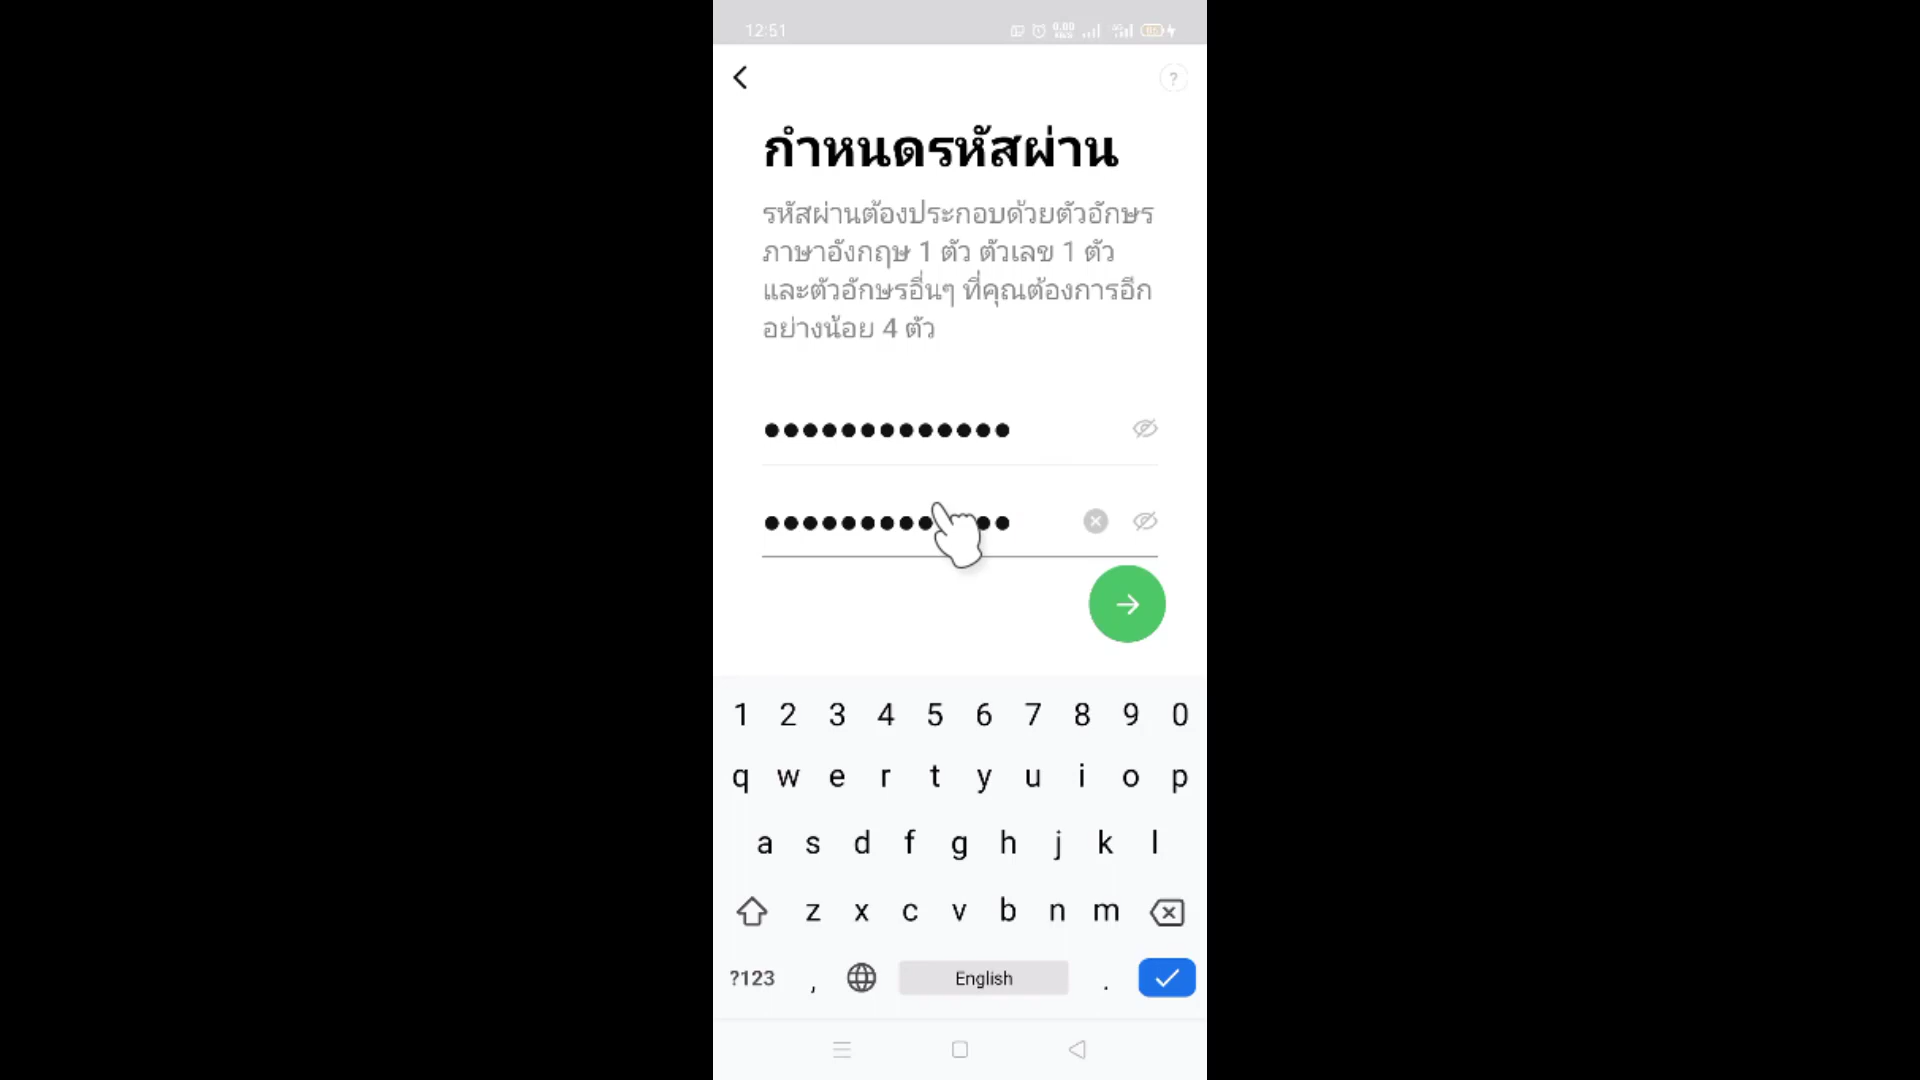 12:51
?
กำหนดรหัสผ่าน
รหัสผ่านต้องประกอบด้วยตัวอักษร
ภาษาอังกฤษ 1 ตัว ตัวเลข 1 ตัว
และตัวอักษรอื่นๆ ที่คุณต้องการอีก
อย่างน้อย 4 ตัว
1 2 3 4 5 6 7 8 9 0
q w e r t y u i o p
a s d f g h j k l
z x c v b n m
?123 , English .